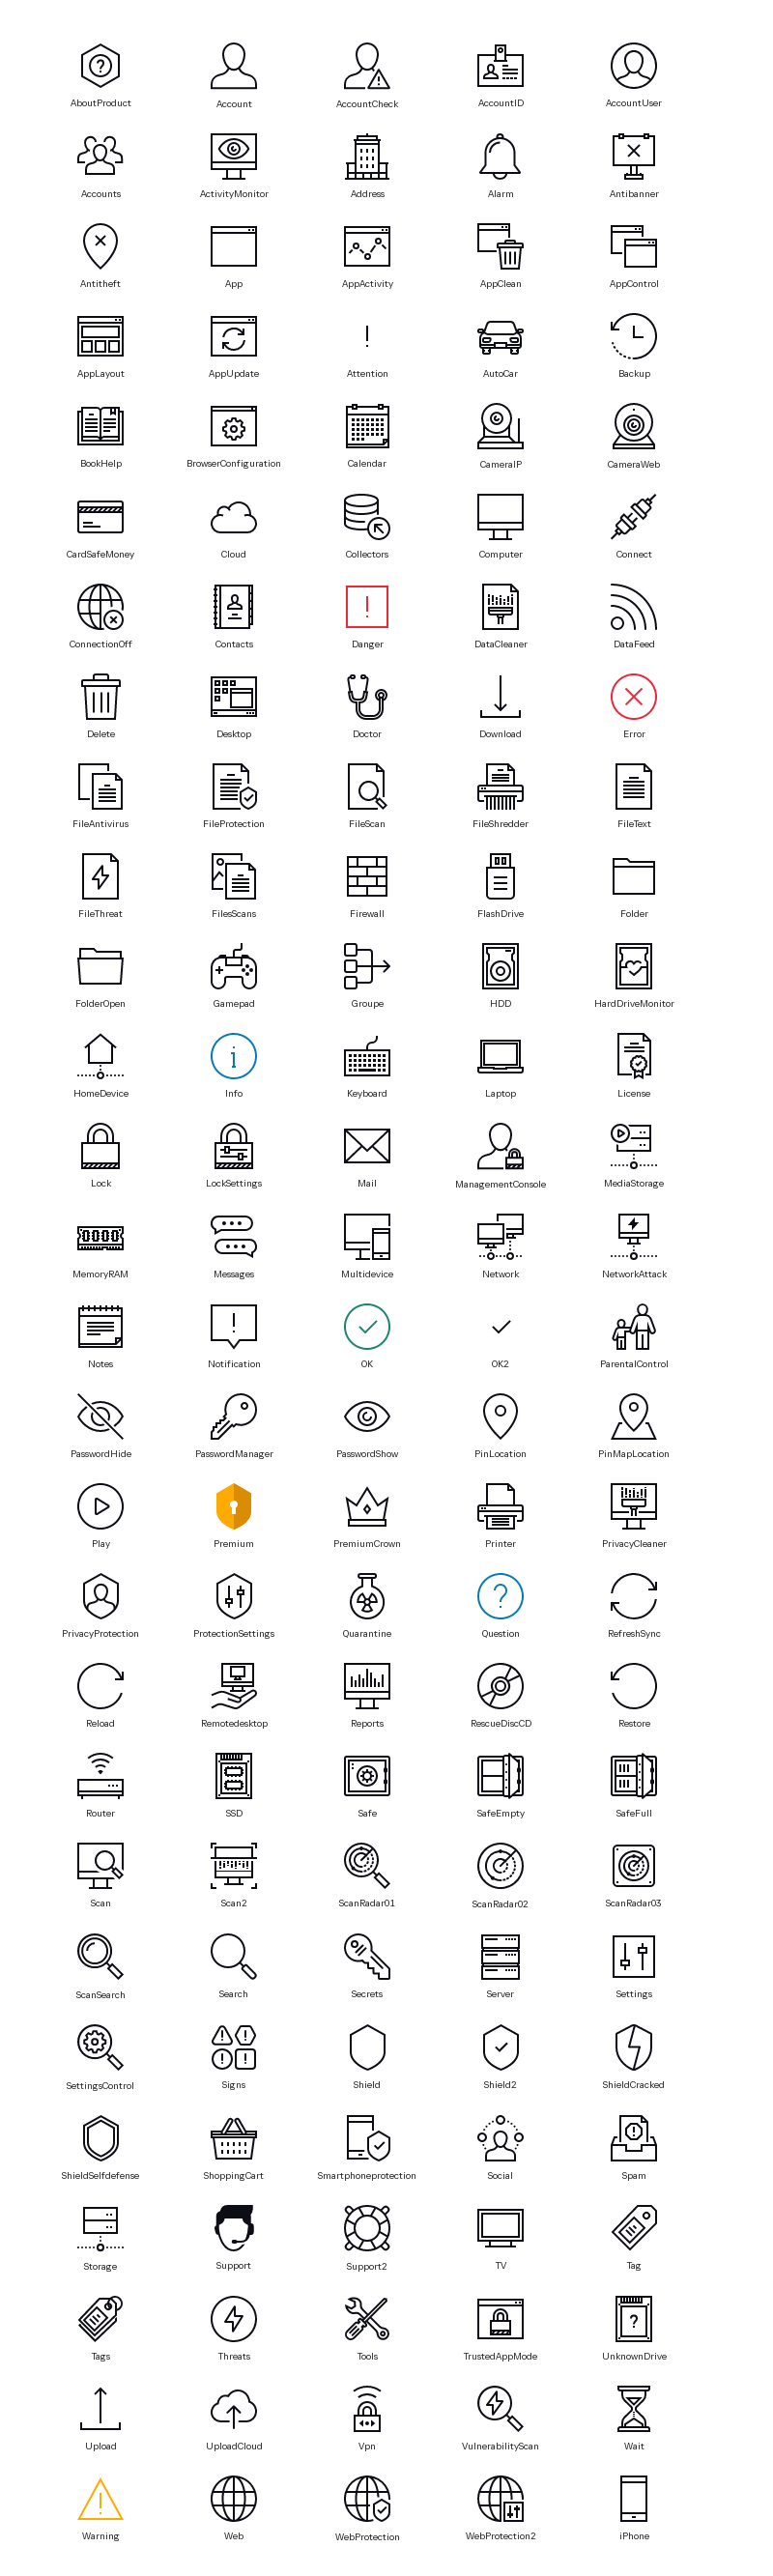 AboutProduct
Account
AccountCheck
AccountID
AccountUser
Accounts
ActivityMonitor
Address
Alarm
Antibanner
Antitheft
App
AppActivity
AppClean
AppControl
AppLayout
AppUpdate
Attention
AutoCar
Backup
BookHelp
BrowserConfiguration
Calendar
CameraIP
CameraWeb
CardSafeMoney
Cloud
Collectors
Computer
Connect
ConnectionOff
Contacts
Danger
DataCleaner
DataFeed
Delete
Desktop
Doctor
Download
Error
FileAntivirus
FileProtection
FileScan
FileShredder
FileText
FileThreat
FilesScans
Firewall
FlashDrive
Folder
FolderOpen
Gamepad
Groupe
HDD
HardDriveMonitor
HomeDevice
Info
Keyboard
Laptop
License
Lock
LockSettings
Mail
ManagementConsole
MediaStorage
MemoryRAM
Messages
Multidevice
Network
NetworkAttack
Notes
Notification
OK
OK2
ParentalControl
PasswordHide
PasswordManager
PasswordShow
PinLocation
PinMapLocation
Play
Premium
PremiumCrown
Printer
PrivacyCleaner
PrivacyProtection
ProtectionSettings
Quarantine
Question
RefreshSync
Reload
Remotedesktop
Reports
RescueDiscCD
Restore
Router
SSD
Safe
SafeEmpty
SafeFull
Scan
Scan2
ScanRadar01
ScanRadar02
ScanRadar03
ScanSearch
Search
Secrets
Server
Settings
SettingsControl
Signs
Shield
Shield2
ShieldCracked
ShieldSelfdefense
ShoppingCart
Smartphoneprotection
Social
Spam
Storage
Support
Support2
TV
Tag
Tags
Threats
Tools
TrustedAppMode
UnknownDrive
Upload
UploadCloud
Vpn
VulnerabilityScan
Wait
Warning
Web
WebProtection
WebProtection2
iPhone